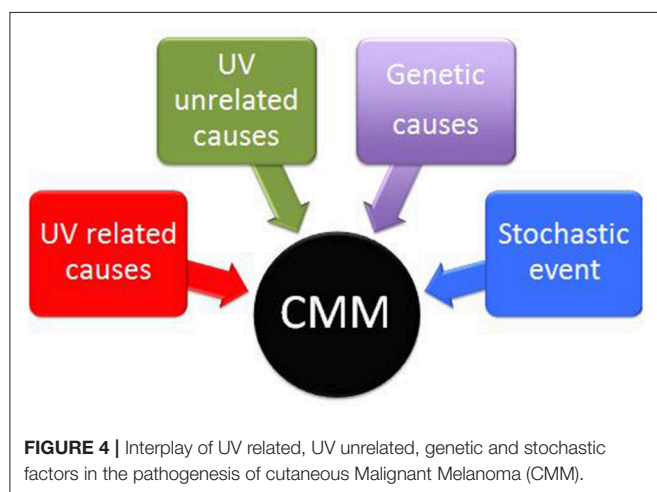 UV
unrelated
causes
Genetic
causes
UV related
causes
Stochastic
event
CMM
FIGURE 4 | Interplay of UV related, UV unrelated, genetic and stochastic
factors in the pathogenesis of cutaneous Malignant Melanoma (CMM).